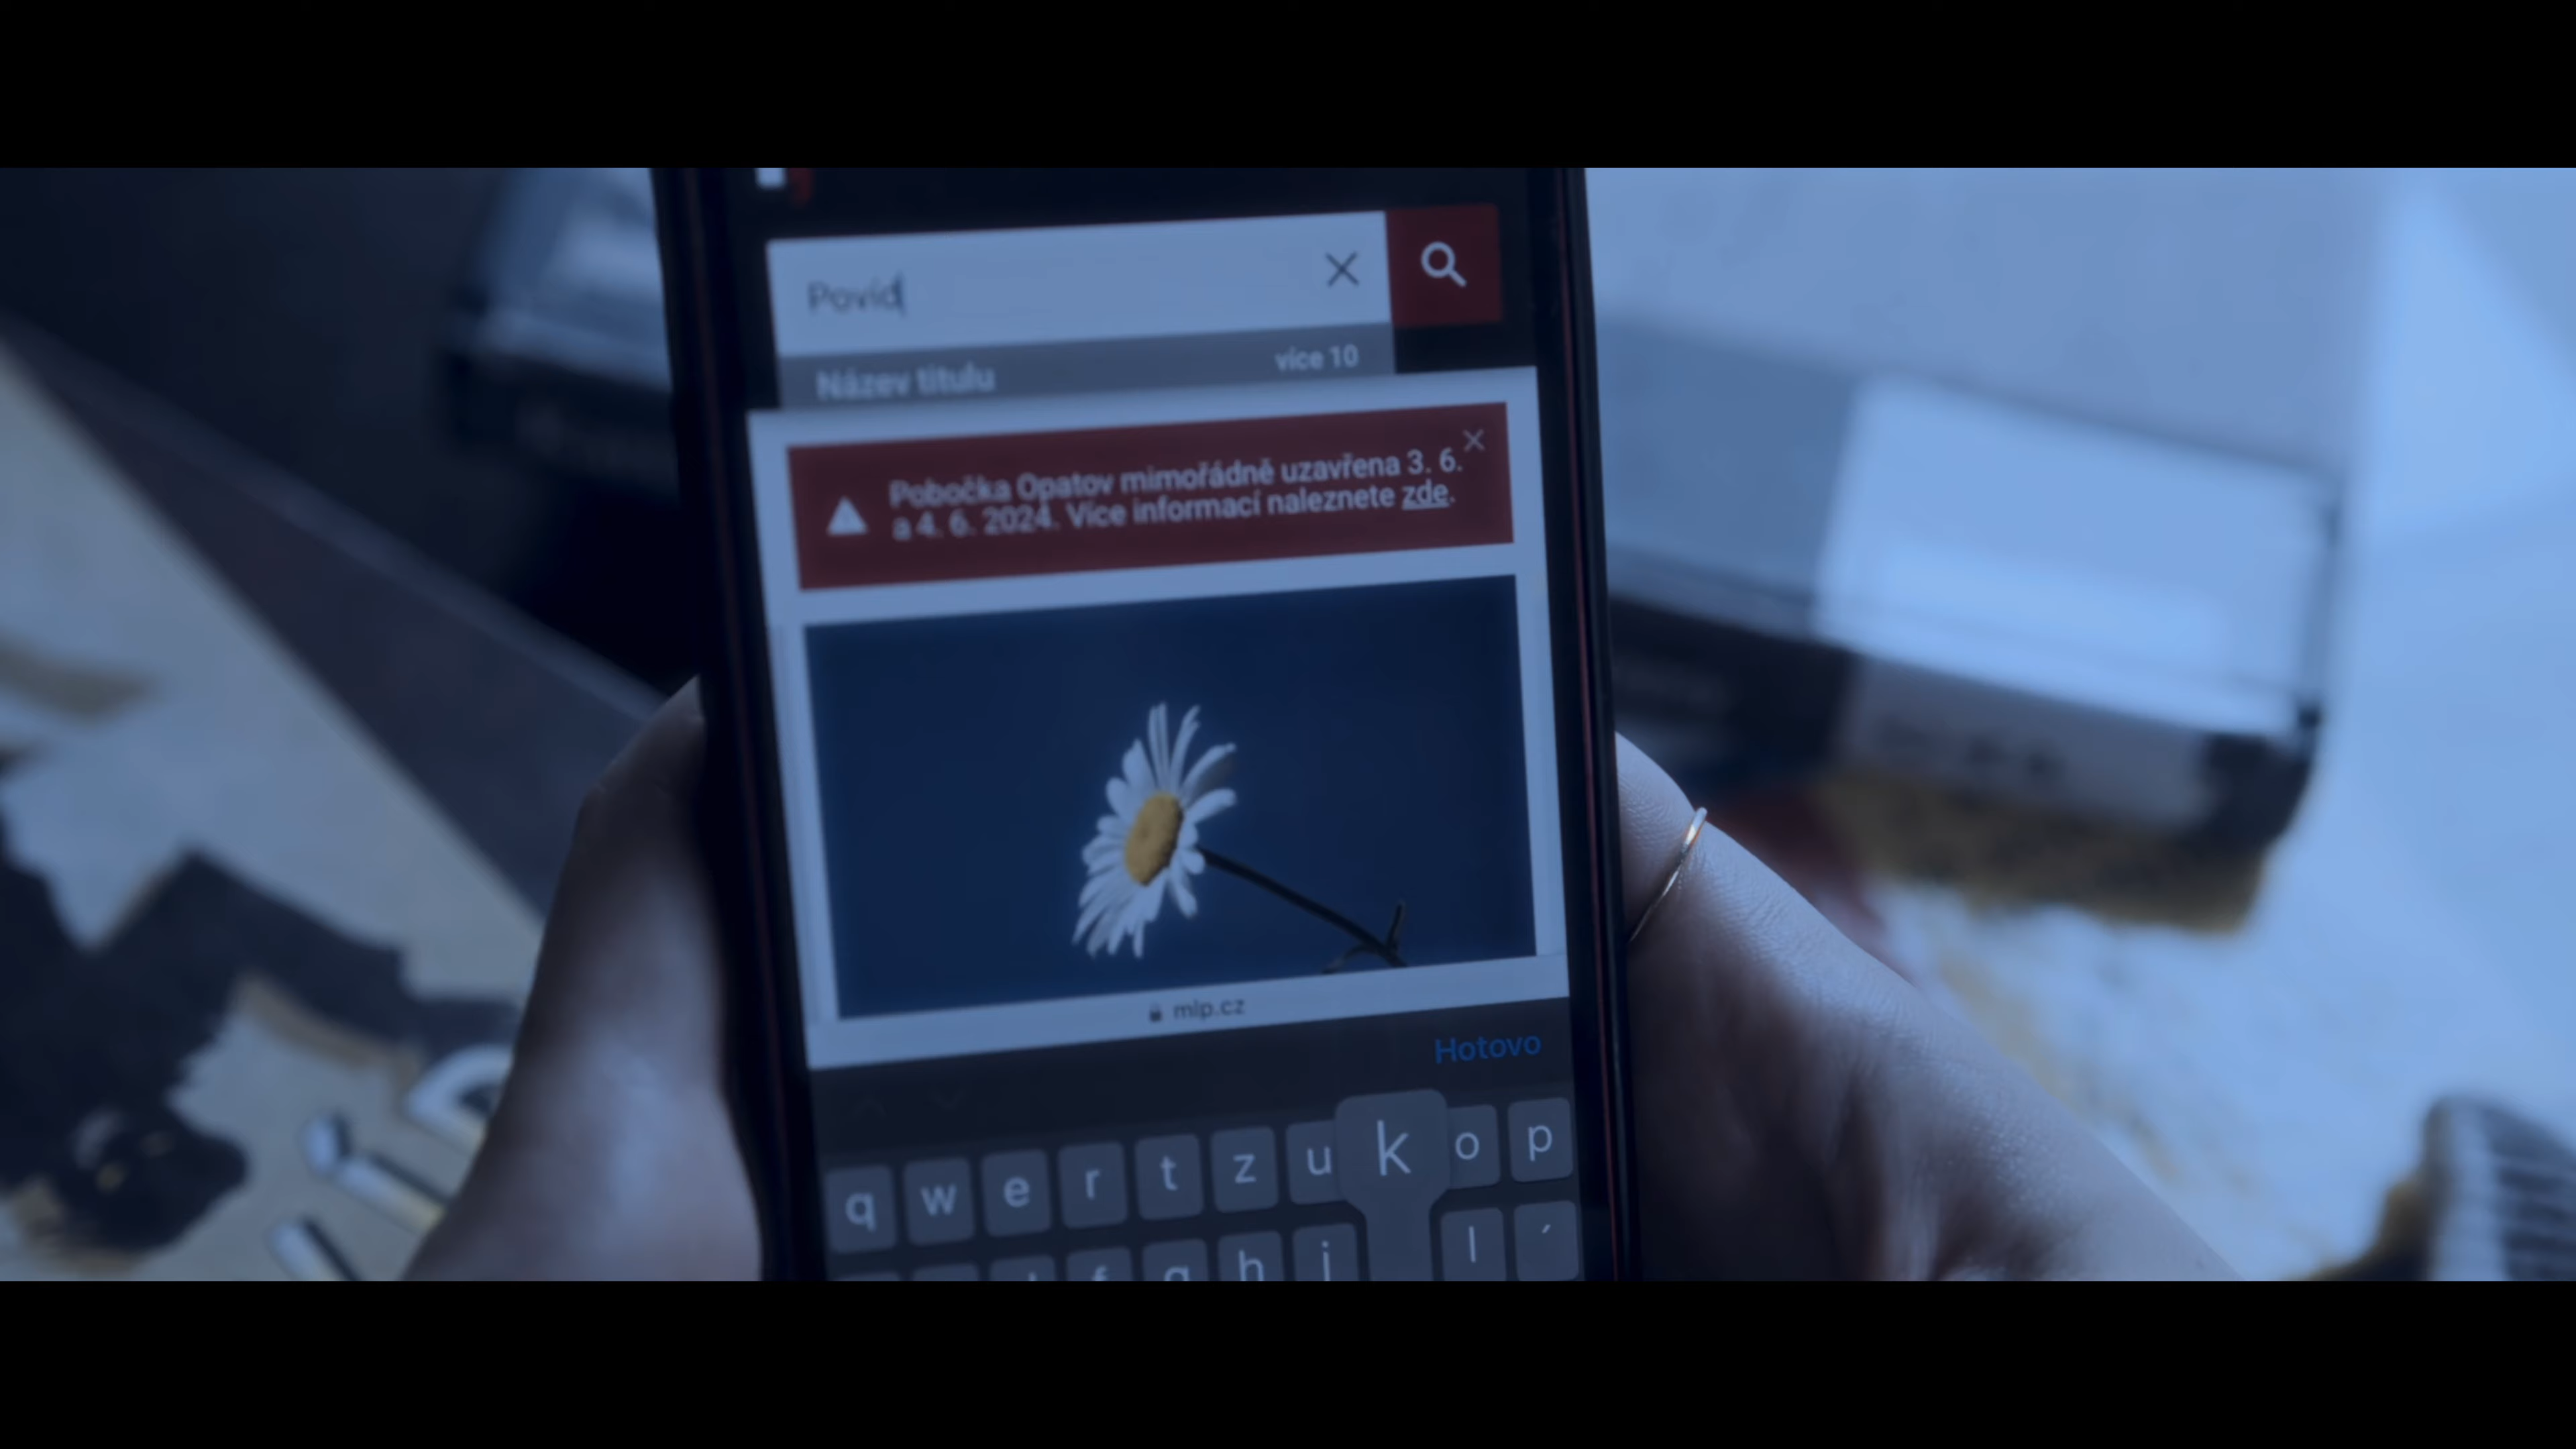 Povíd
Název titulu
více 10
Pobočka Opatov mimořádně uzavřena 3. 6.
a 4. 6. 2024. Více informací naleznete zde.
mlp.cz
Hotovo
q w e r t z u k o p
f g h j l ´